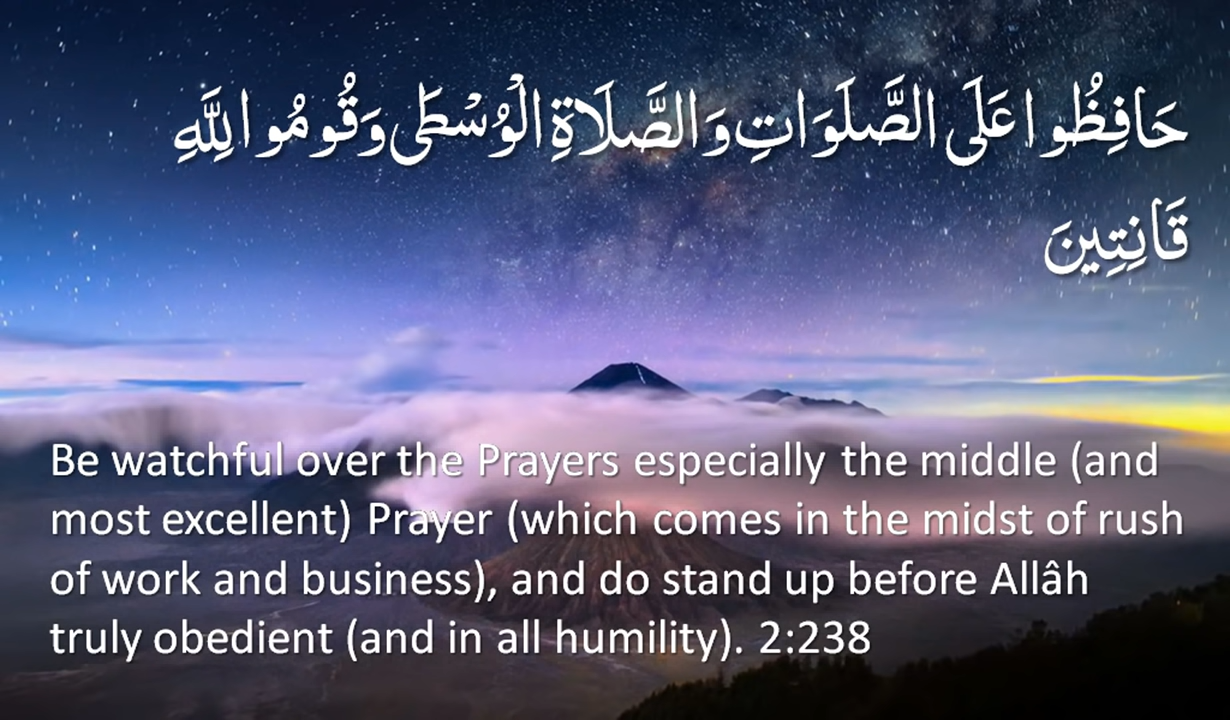 حَافِظُوا عَلَى الصَّلَوَاتِ وَالصَّلَاةِ الْوُسْطَى وَقُومُوا لِلَّهِ
قَانِتِينَ
Be watchful over the Prayers especially the middle (and
most excellent) Prayer (which comes in the midst of rush
of work and business), and do stand up before Allâh
truly obedient (and in all humility). 2:238